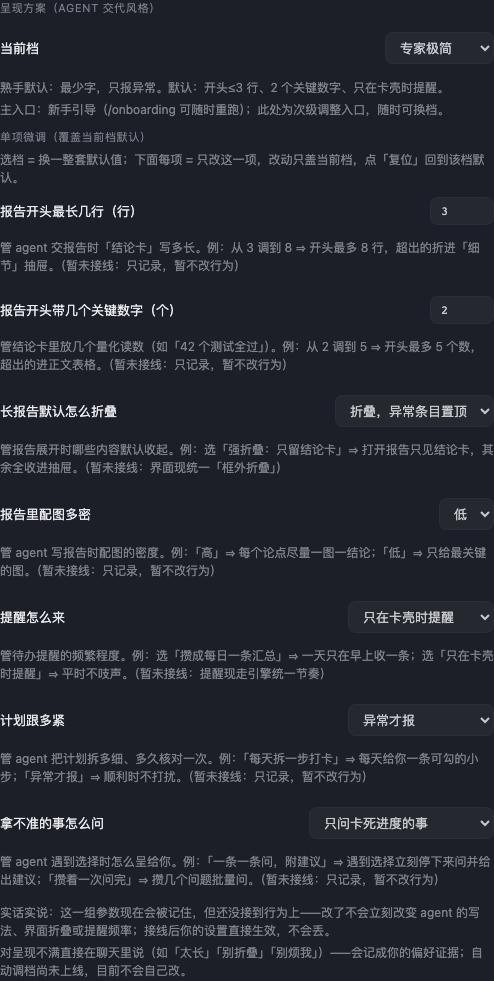 呈现方案（AGENT 交代风格）
当前档
专家极简
熟手默认：最少字，只报异常。默认：开头≤3 行、2 个关键数字、只在卡壳时提醒。
主入口：新手引导（/onboarding 可随时重跑）；此处为次级调整入口，随时可换档。
单项微调（覆盖当前档默认）
选档 = 换一整套默认值；下面每项 = 只改这一项，改动只盖当前档，点「复位」回到该档默
认。
报告开头最长几行（行）
3
管 agent 交报告时「结论卡」写多长。例：从 3 调到 8 ⇒ 开头最多 8 行，超出的折进「细
节」抽屉。（暂未接线：只记录，暂不改行为）
报告开头带几个关键数字（个）
2
管结论卡里放几个量化读数（如「42 个测试全过」）。例：从 2 调到 5 ⇒ 开头最多 5 个数，
超出的进正文表格。（暂未接线：只记录，暂不改行为）
长报告默认怎么折叠
折叠，异常条目置顶
管报告展开时哪些内容默认收起。例：选「强折叠：只留结论卡」⇒ 打开报告只见结论卡，其
余全收进抽屉。（暂未接线：界面现统一「框外折叠」）
报告里配图多密
低
管 agent 写报告时配图的密度。例：「高」⇒ 每个论点尽量一图一结论；「低」⇒ 只给最关键
的图。（暂未接线：只记录，暂不改行为）
提醒怎么来
只在卡壳时提醒
管待办提醒的频繁程度。例：选「攒成每日一条汇总」⇒ 一天只在早上收一条；选「只在卡壳
时提醒」⇒ 平时不吱声。（暂未接线：提醒现走引擎统一节奏）
计划跟多紧
异常才报
管 agent 把计划拆多细、多久核对一次。例：「每天拆一步打卡」⇒ 每天给你一条可勾的小
步；「异常才报」⇒ 顺利时不打扰。（暂未接线：只记录，暂不改行为）
拿不准的事怎么问
只问卡死进度的事
管 agent 遇到选择时怎么呈给你。例：「一条一条问，附建议」⇒ 遇到选择立刻停下来问并给
出建议；「攒着一次问完」⇒ 攒几个问题批量问。（暂未接线：只记录，暂不改行为）
实话实说：这一组参数现在会被记住，但还没接到行为上——改了不会立刻改变 agent 的写
法、界面折叠或提醒频率；接线后你的设置直接生效，不会丢。
对呈现不满直接在聊天里说（如「太长」「别折叠」「别烦我」）——会记成你的偏好证据；自
动调档尚未上线，目前不会自己改。